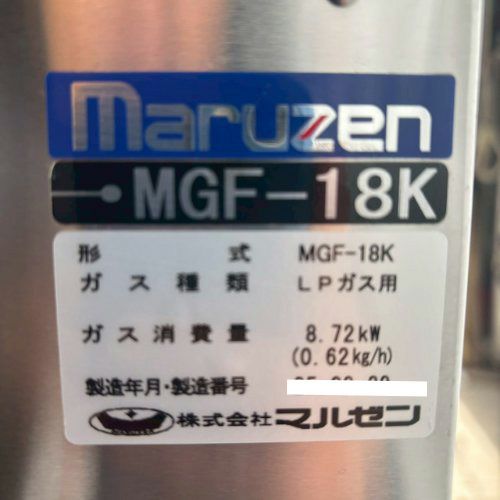 maruzen
MGF-18K
形式 MGF-18K
ガス種類 LPガス用
ガス消費量 8.72kW
(0.62kg/h)
製造年月・製造番号
株式会社マルゼン